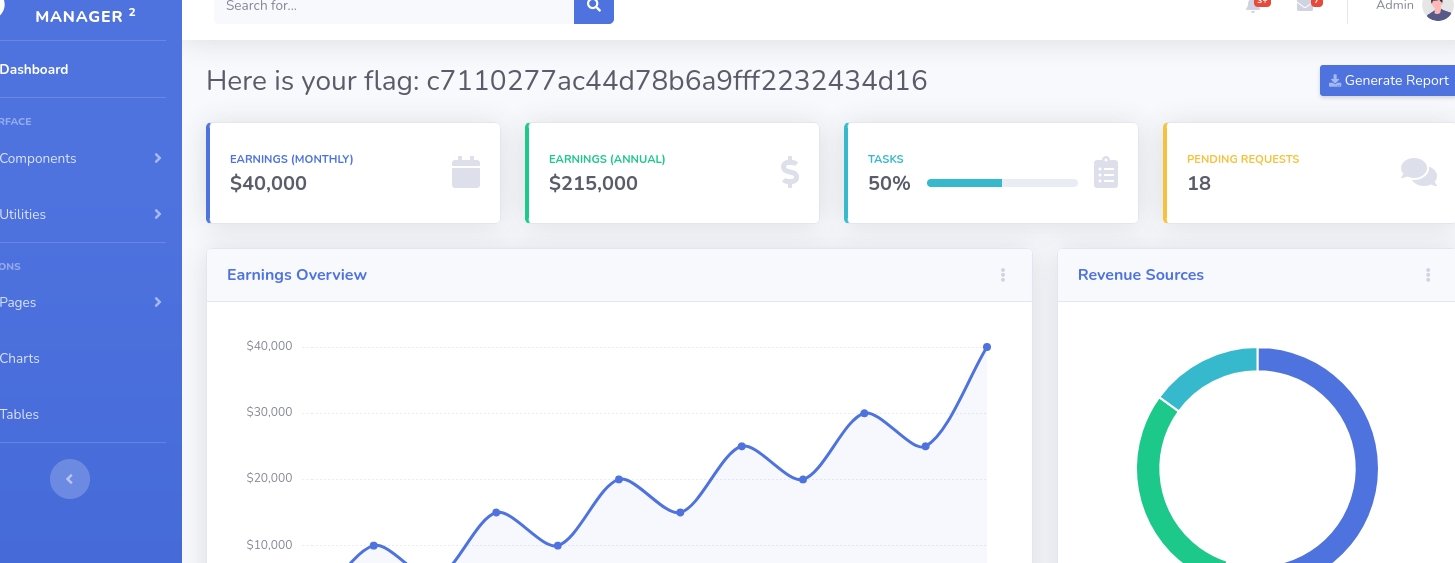 MANAGER 2
Search for...
3+
7
Admin
Dashboard
Here is your flag: c7110277ac44d78b6a9fff2232434d16
Generate Report
RFACE
Components
Utilities
ONS
Pages
Charts
Tables
EARNINGS (MONTHLY)
$40,000
EARNINGS (ANNUAL)
$215,000
TASKS
50%
PENDING REQUESTS
18
Earnings Overview
Revenue Sources
$40,000
$30,000
$20,000
$10,000